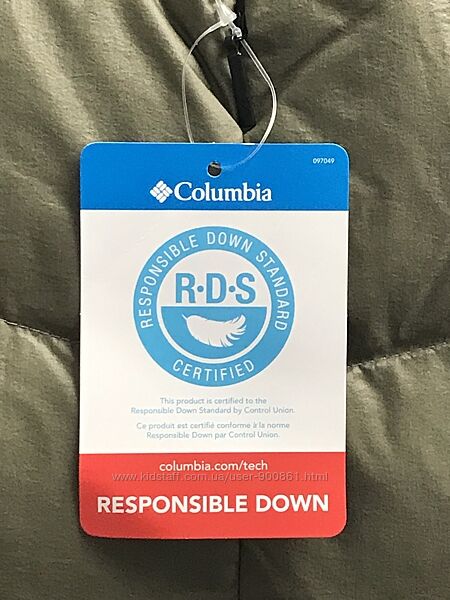 097049
Columbia
RESPONSIBLE DOWN STANDARD
R·D·S
CERTIFIED
This product is certified to the
Responsible Down Standard by Control Union.
Ce produit est certifié conforme à la norme
Responsible Down par Control Union.
columbia.com/tech
www.kidstaff.com.ua/user-900861.html
RESPONSIBLE DOWN